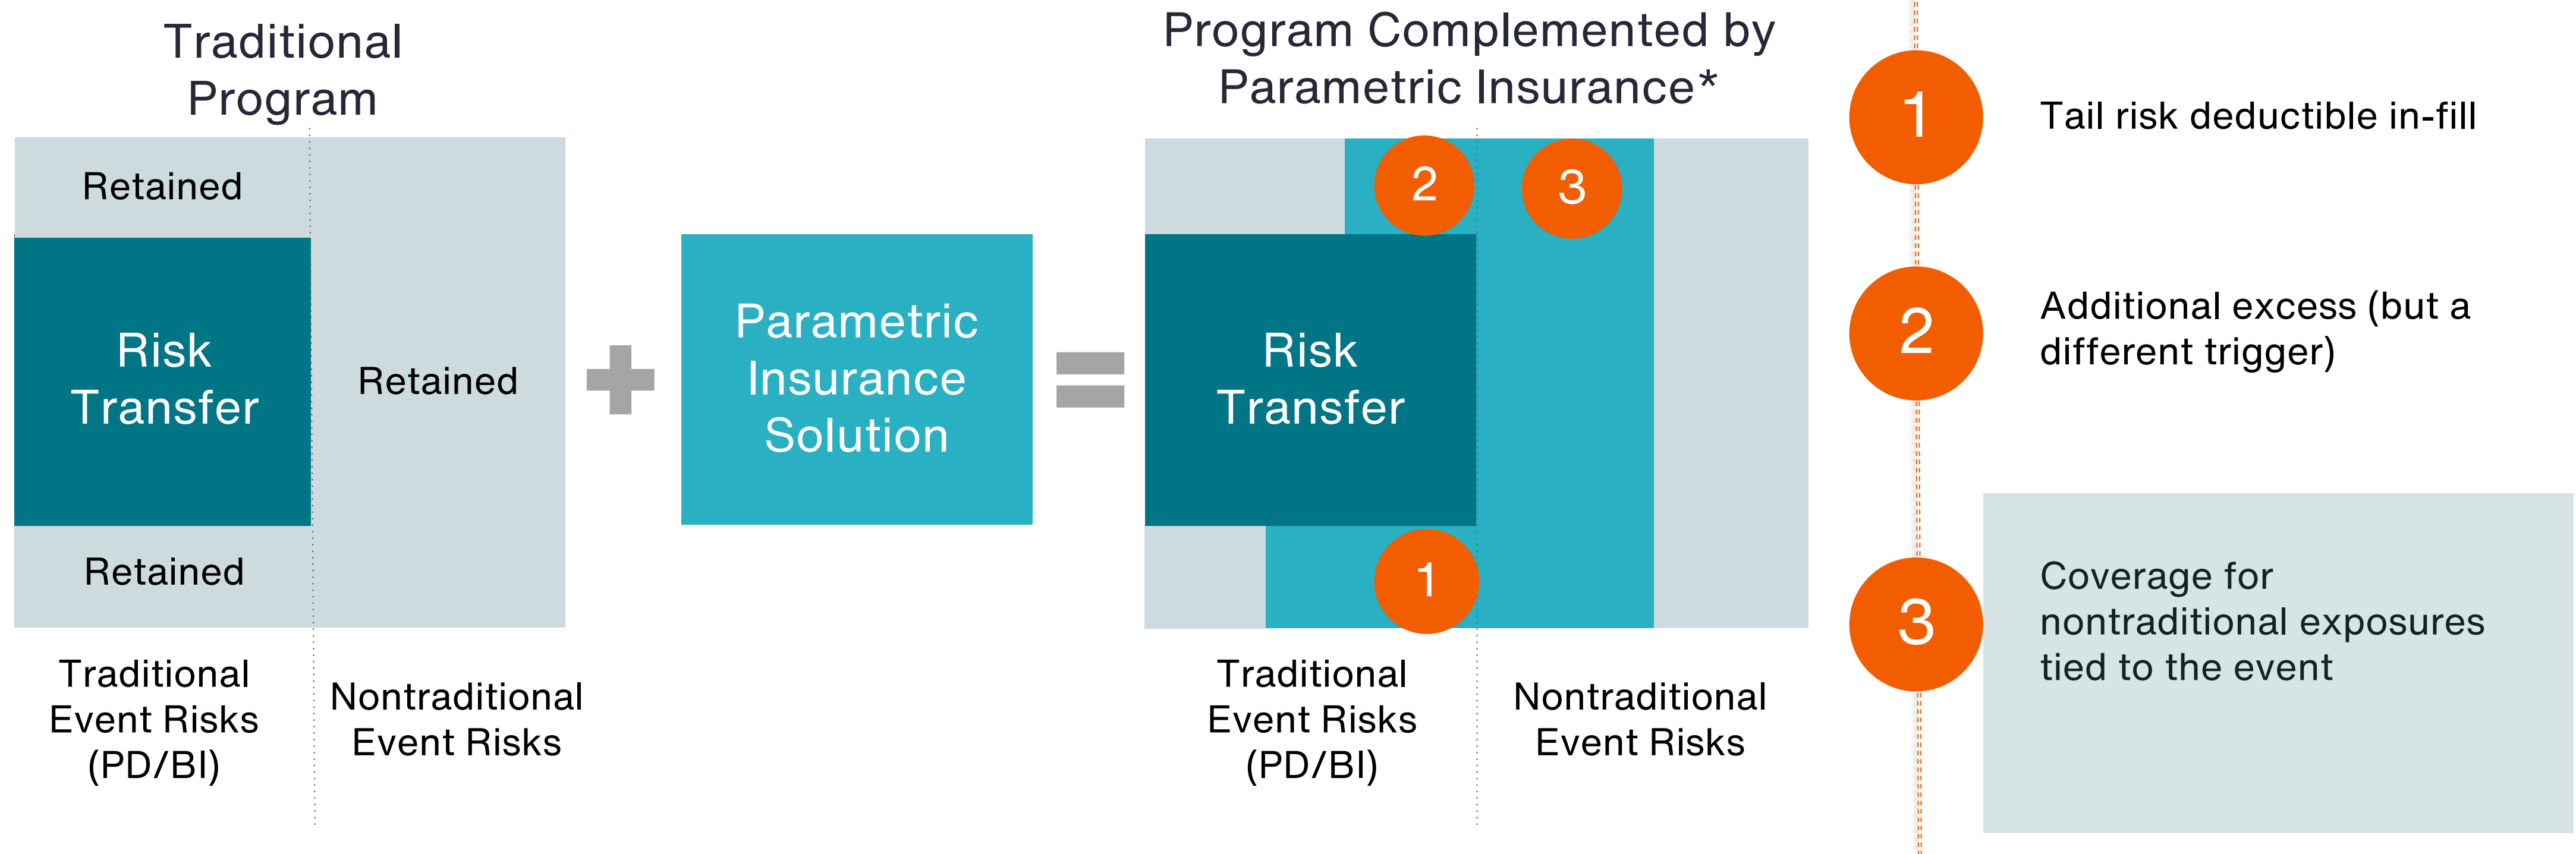 Traditional
Program
Retained
Risk
Transfer
Retained
Retained
Traditional
Event Risks
(PD/BI)
Nontraditional
Event Risks
Parametric
Insurance
Solution
Program Complemented by
Parametric Insurance*
2
3
Risk
Transfer
1
Traditional
Event Risks
(PD/BI)
Nontraditional
Event Risks
1
Tail risk deductible in-fill
2
Additional excess (but a
different trigger)
3
Coverage for
nontraditional exposures
tied to the event